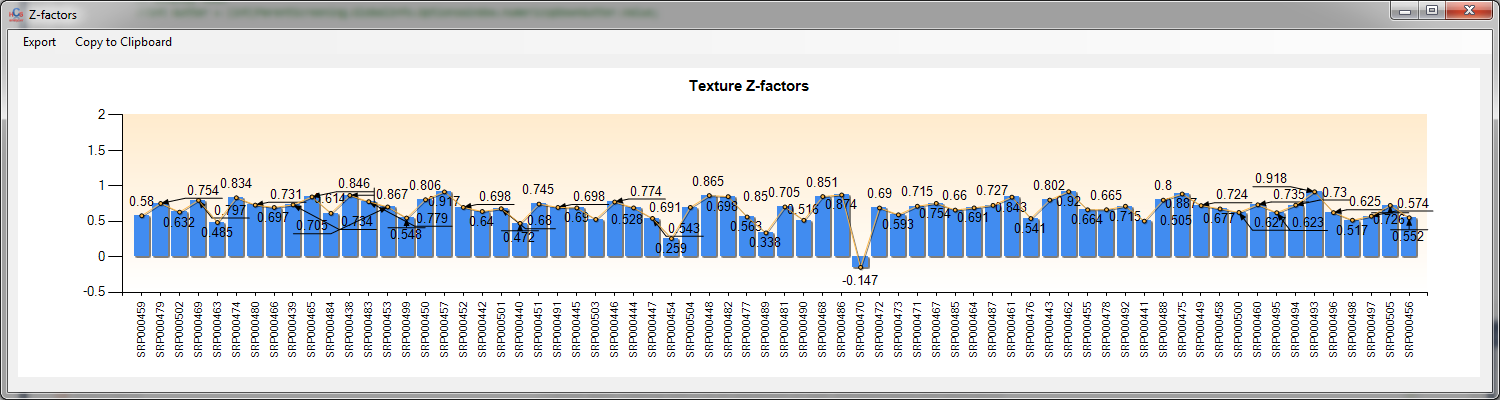 Z-factors
Export Copy to Clipboard
Texture Z-factors
2
1.5
1
0.5
0
-0.5
0.58 0.632 0.754 0.485 0.797 0.834 0.697 0.731 0.705 0.614 0.846 0.734 0.867 0.548 0.806 0.779 0.917 0.64 0.698 0.472 0.68 0.745 0.69 0.698 0.528 0.774 0.691 0.259 0.543 0.865 0.698 0.563 0.85 0.338 0.705 0.516 0.851 0.874 -0.147 0.69 0.593 0.715 0.754 0.66 0.691 0.727 0.843 0.541 0.802 0.92 0.664 0.665 0.715 0.505 0.8 0.887 0.677 0.724 0.627 0.918 0.735 0.623 0.73 0.517 0.625 0.726 0.552 0.574
SRP000459
SRP000479
SRP000502
SRP000469
SRP000463
SRP000474
SRP000480
SRP000466
SRP000439
SRP000465
SRP000484
SRP000438
SRP000483
SRP000453
SRP000499
SRP000450
SRP000457
SRP000452
SRP000442
SRP000501
SRP000440
SRP000451
SRP000491
SRP000445
SRP000503
SRP000446
SRP000444
SRP000447
SRP000454
SRP000504
SRP000448
SRP000482
SRP000477
SRP000489
SRP000481
SRP000490
SRP000468
SRP000486
SRP000470
SRP000472
SRP000473
SRP000471
SRP000467
SRP000485
SRP000464
SRP000487
SRP000461
SRP000476
SRP000443
SRP000462
SRP000455
SRP000478
SRP000492
SRP000441
SRP000488
SRP000475
SRP000449
SRP000458
SRP000500
SRP000460
SRP000495
SRP000494
SRP000493
SRP000496
SRP000498
SRP000497
SRP000505
SRP000456